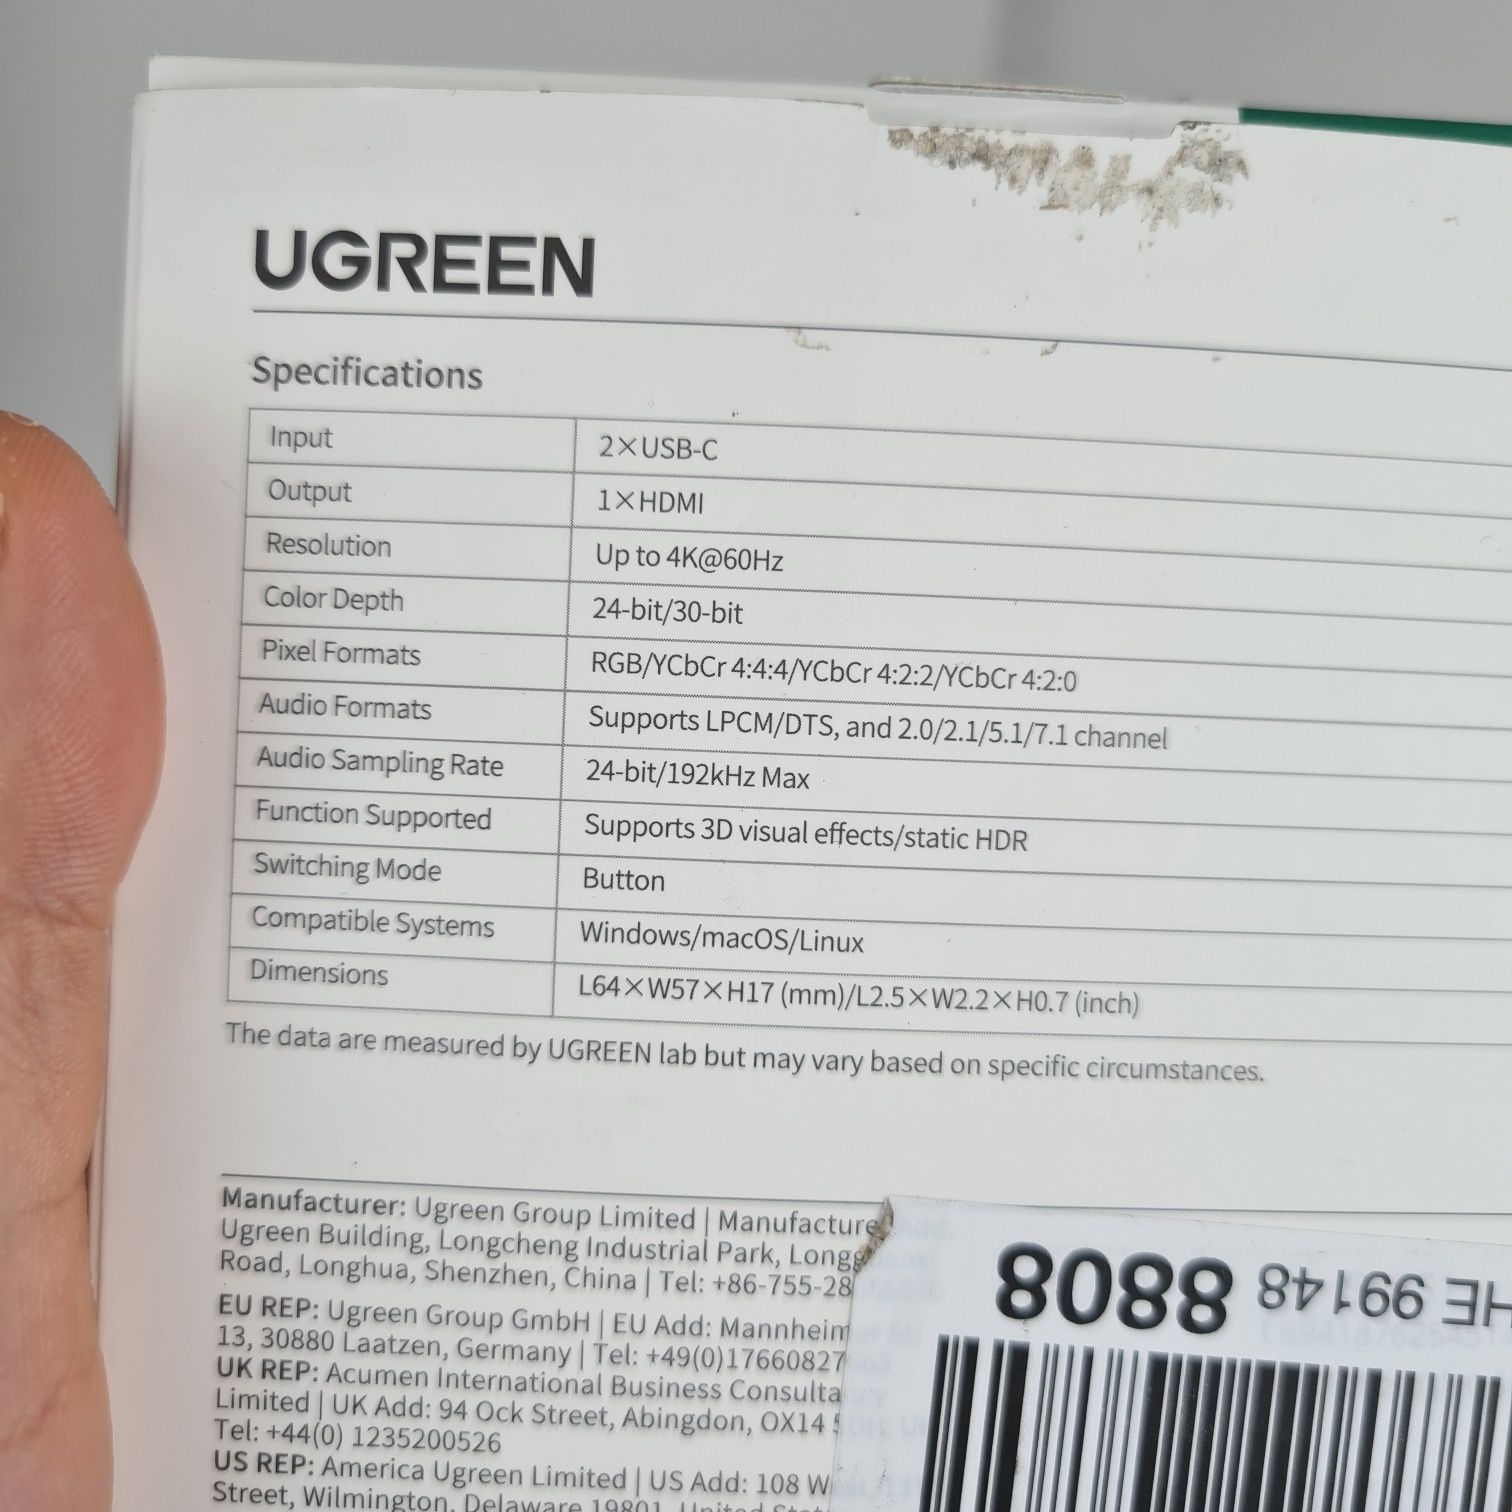 UGREEN
Specifications
Input 2×USB-C
Output 1×HDMI
Resolution Up to 4K@60Hz
Color Depth 24-bit/30-bit
Pixel Formats RGB/YCbCr 4:4:4/YCbCr 4:2:2/YCbCr 4:2:0
Audio Formats Supports LPCM/DTS, and 2.0/2.1/5.1/7.1 channel
Audio Sampling Rate 24-bit/192kHz Max
Function Supported Supports 3D visual effects/static HDR
Switching Mode Button
Compatible Systems Windows/macOS/Linux
Dimensions L64×W57×H17 (mm)/L2.5×W2.2×H0.7 (inch)
The data are measured by UGREEN lab but may vary based on specific circumstances.
Manufacturer: Ugreen Group Limited | Manufacture
Ugreen Building, Longcheng Industrial Park, Longg
Road, Longhua, Shenzhen, China | Tel: +86-755-28
EU REP: Ugreen Group GmbH | EU Add: Mannheim
13, 30880 Laatzen, Germany | Tel: +49(0)17660827
UK REP: Acumen International Business Consulta
Limited | UK Add: 94 Ock Street, Abingdon, OX14
Tel: +44(0) 1235200526
US REP: America Ugreen Limited | US Add: 108 W
Street, Wilmington, Delaware 19801, United
HE 99148 8808